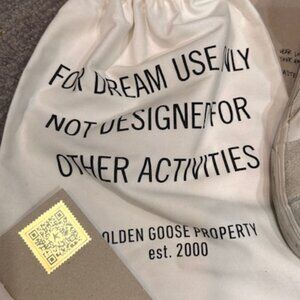 FOR DREAM USE ONLY
NOT DESIGNED FOR
OTHER ACTIVITIES
GOLDEN GOOSE PROPERTY
est. 2000